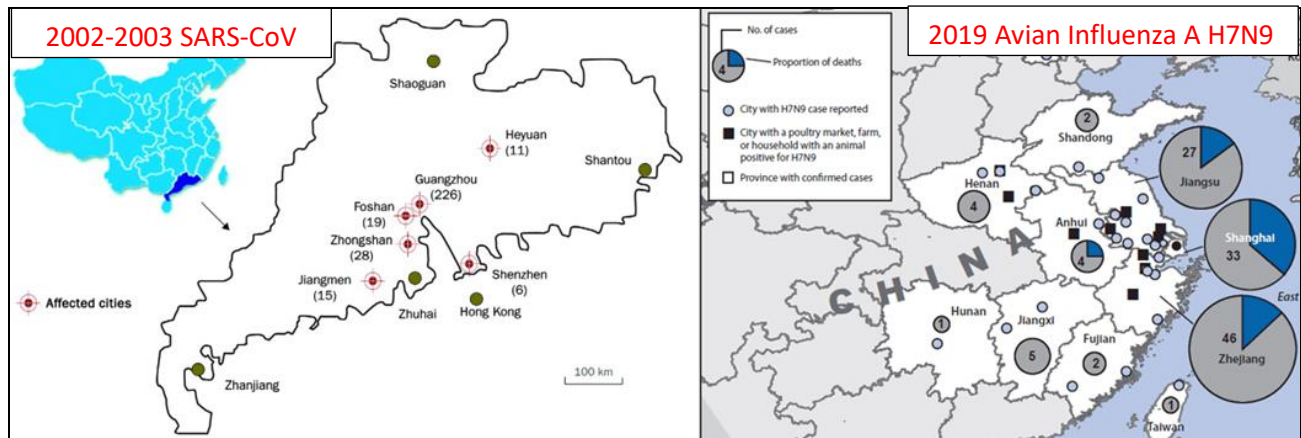 2002-2003 SARS-CoV
Shaoguan
Heyuan
(11)
Shantou
Guangzhou
(226)
Foshan
(19)
Zhongshan
(28)
Jiangmen
(15)
Shenzhen
(6)
Affected cities
Zhuhai
Hong Kong
Zhanjiang
100 km
2019 Avian Influenza A H7N9
No. of cases
4
Proportion of deaths
City with H7N9 case reported
City with a poultry market, farm,
or household with an animal
positive for H7N9
Province with confirmed cases
2
Shandong
27
Jiangsu
Henan
4
Anhui
4
Shanghai
33
CHINA
East
Hunan
1
Jiangxi
5
Fujian
2
46
Zhejiang
1
Taiwan